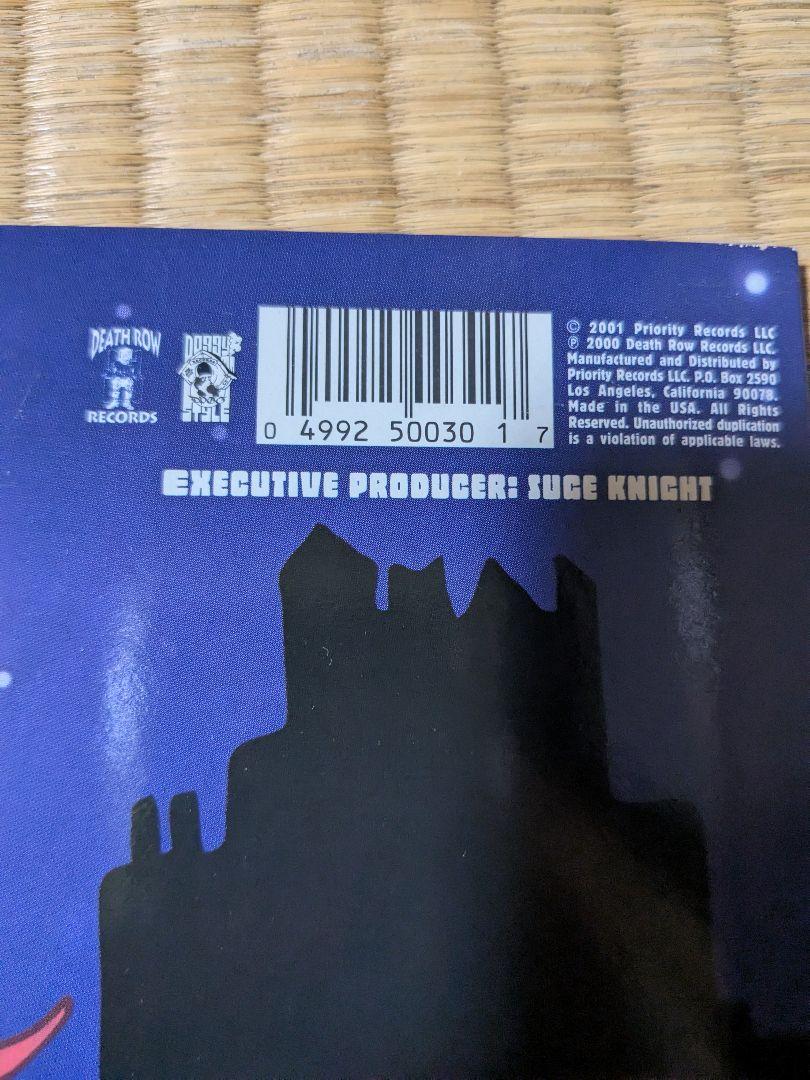 DEATH ROW
RECORDS
DOGGY
STYLE
0 4992 50030 1 7
© 2001 Priority Records LLC
℗ 2000 Death Row Records LLC.
Manufactured and Distributed by
Priority Records LLC. P.O. Box 2590
Los Angeles, California 90078.
Made in the USA. All Rights
Reserved. Unauthorized duplication
is a violation of applicable laws.
EXECUTIVE PRODUCER: SUGE KNIGHT